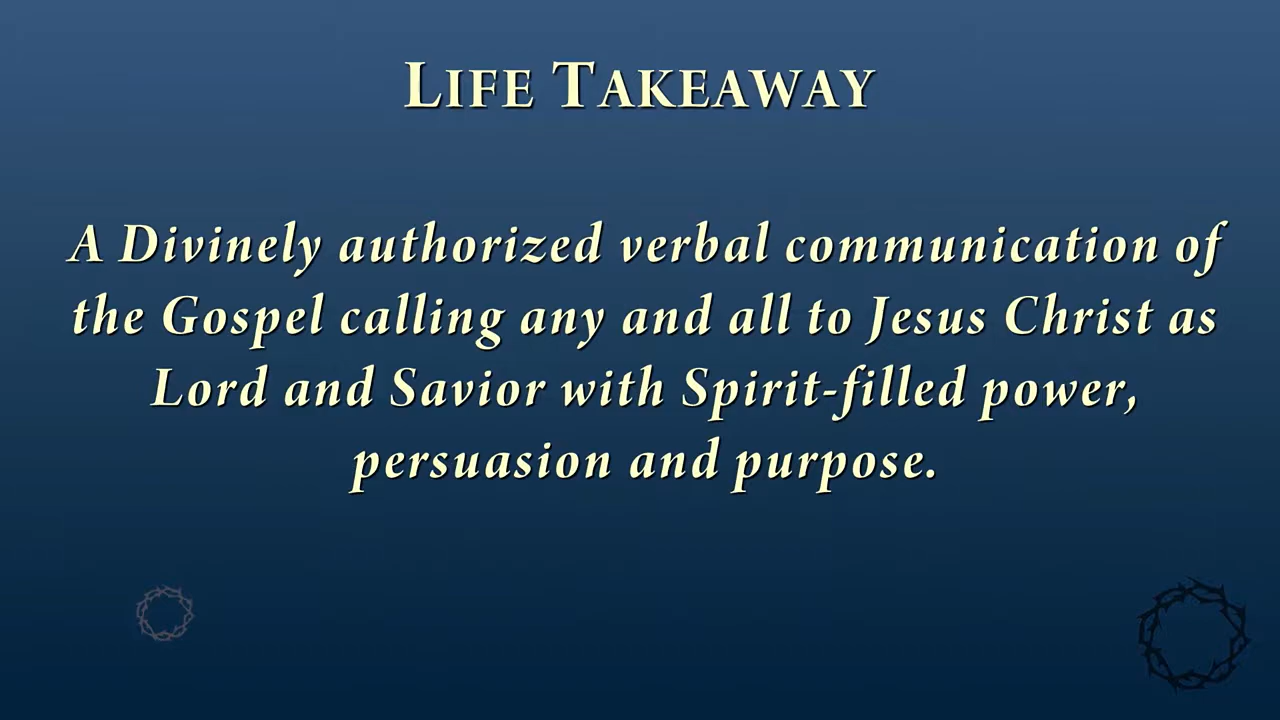 Life Takeaway
A Divinely authorized verbal communication of
the Gospel calling any and all to Jesus Christ as
Lord and Savior with Spirit-filled power,
persuasion and purpose.